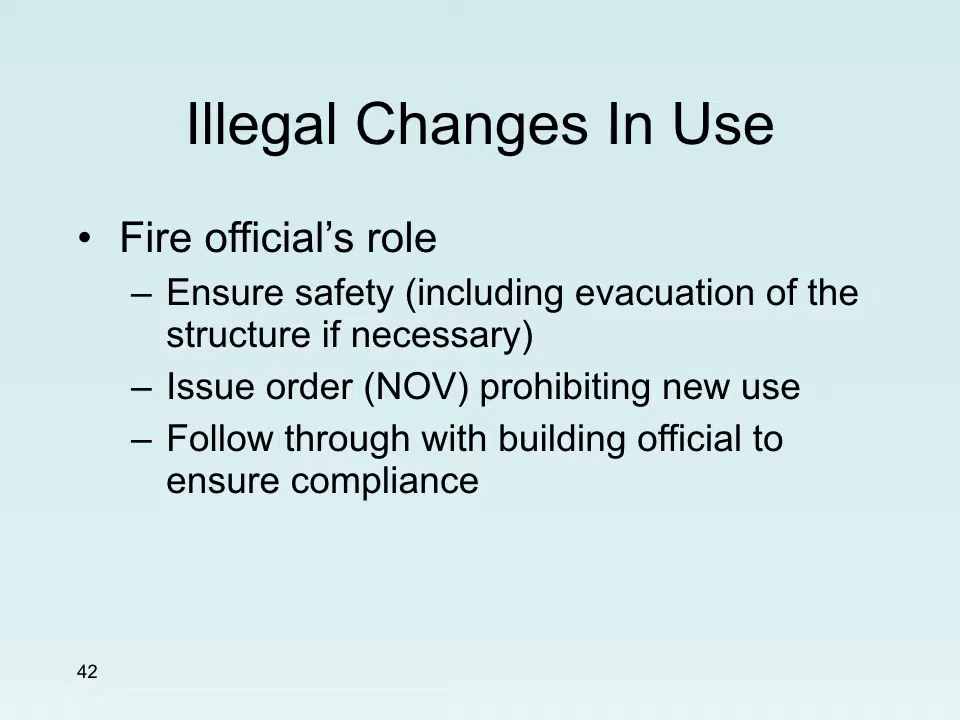 Illegal Changes In Use
• Fire official’s role
– Ensure safety (including evacuation of the
structure if necessary)
– Issue order (NOV) prohibiting new use
– Follow through with building official to
ensure compliance
42